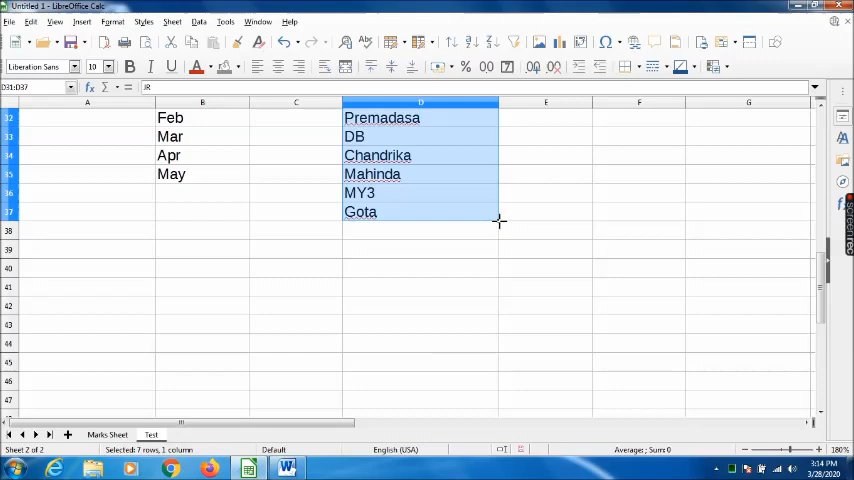 Untitled 1 - LibreOffice Calc
File Edit View Insert Format Styles Sheet Data Tools Window Help
Liberation Sans 10
D31:D37 JR
A B C D E F G
32 Feb Premadasa
33 Mar DB
34 Apr Chandrika
35 May Mahinda
36 MY3
37 Gota
38
39
40
41
42
43
44
45
46
47
Marks Sheet Test
Sheet 2 of 2 Selected: 7 rows, 1 column Default English (USA) Average: ; Sum: 0 180%
3:14 PM
3/28/2020
screenrec